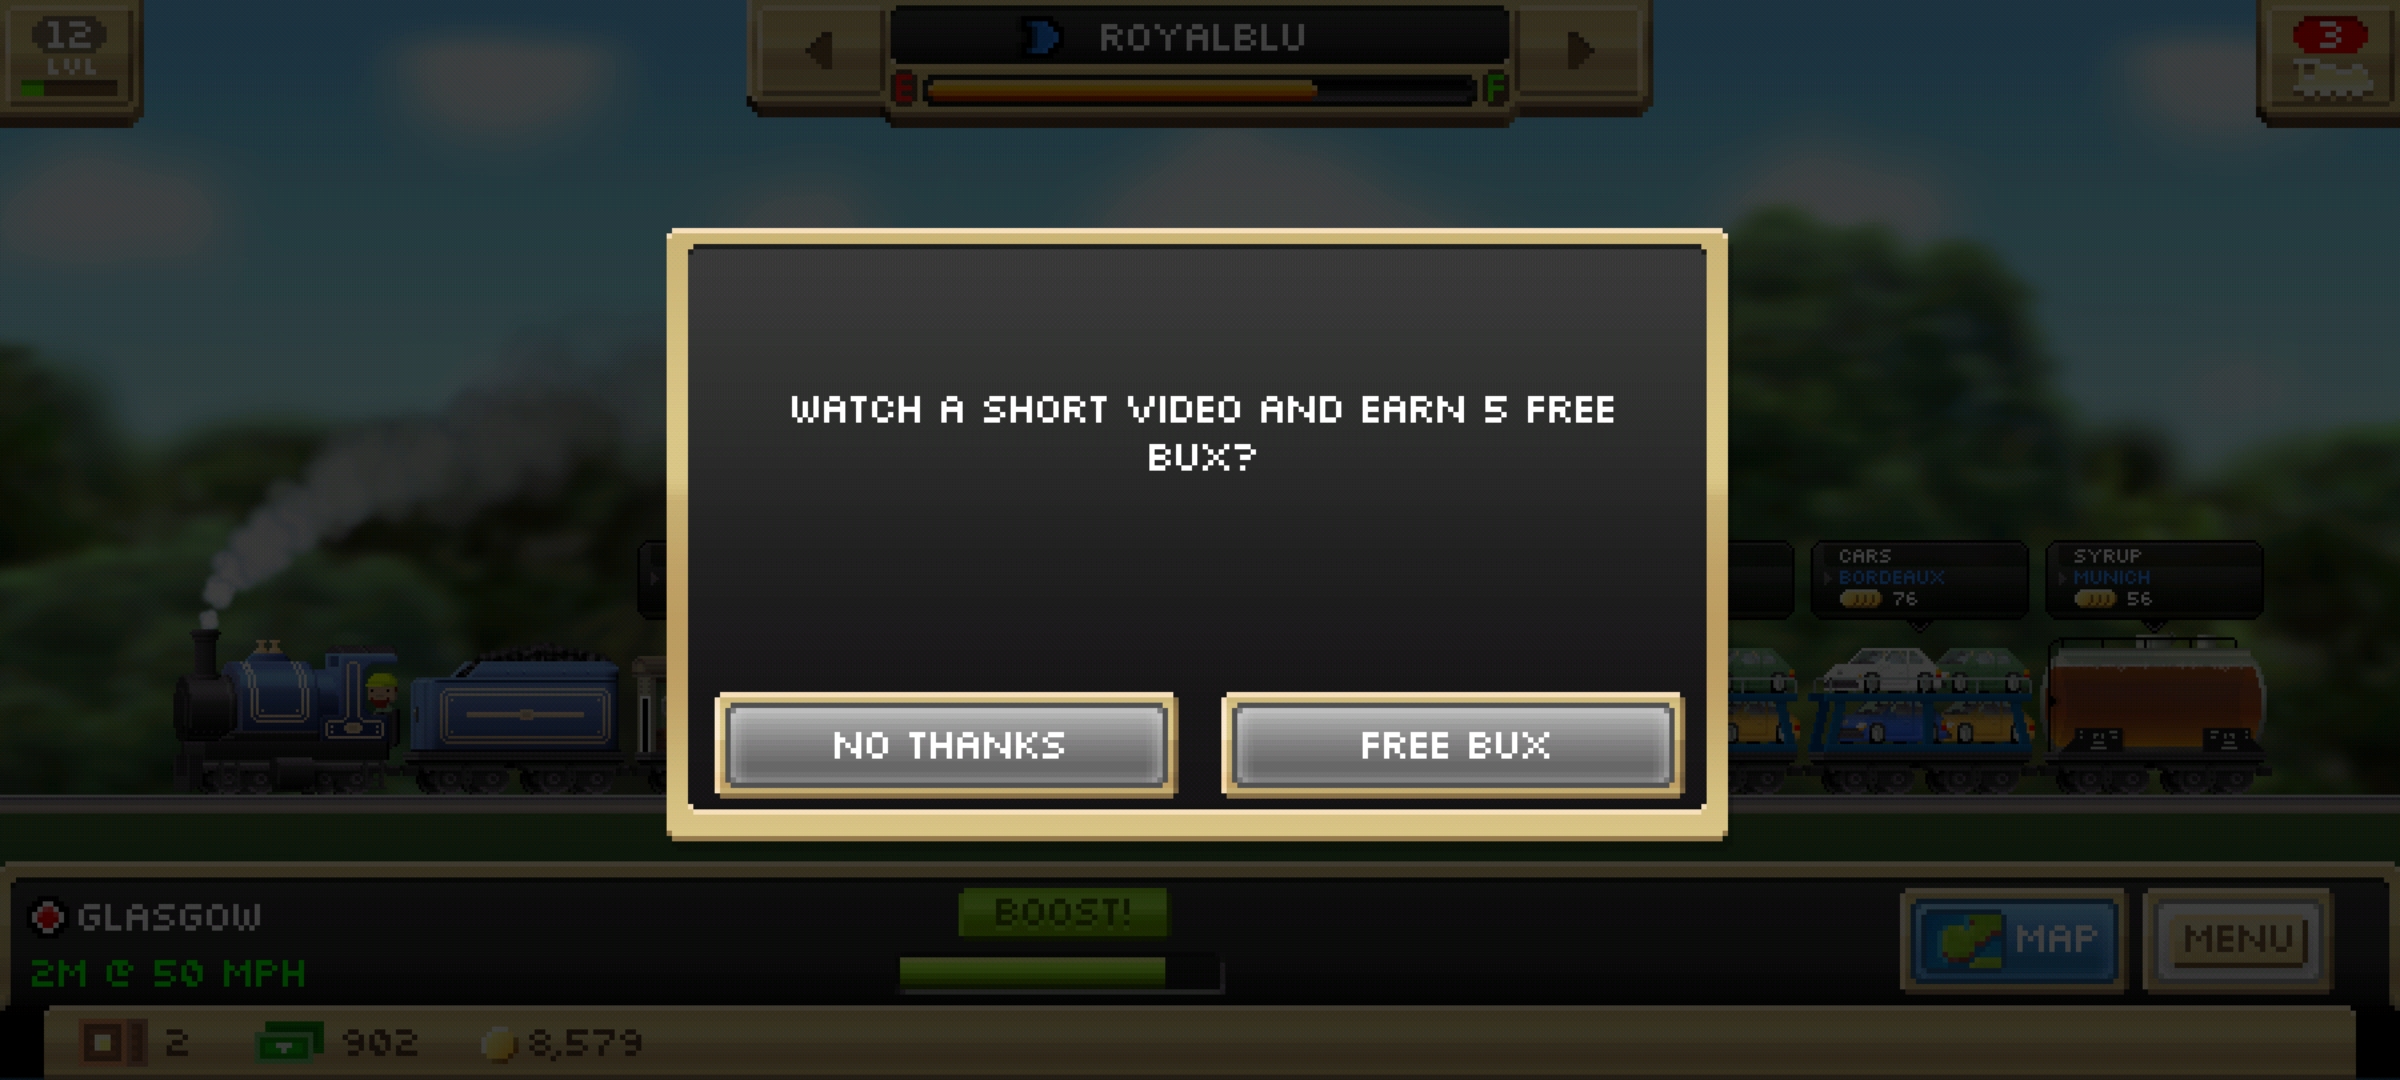 12
LVL
ROYALBLU
E F
3
WATCH A SHORT VIDEO AND EARN 5 FREE
BUX?
NO THANKS
FREE BUX
CARS
BORDEAUX
76
SYRUP
MUNICH
56
GLASGOW
2M @ 50 MPH
BOOST!
MAP
MENU
2
902
8,579